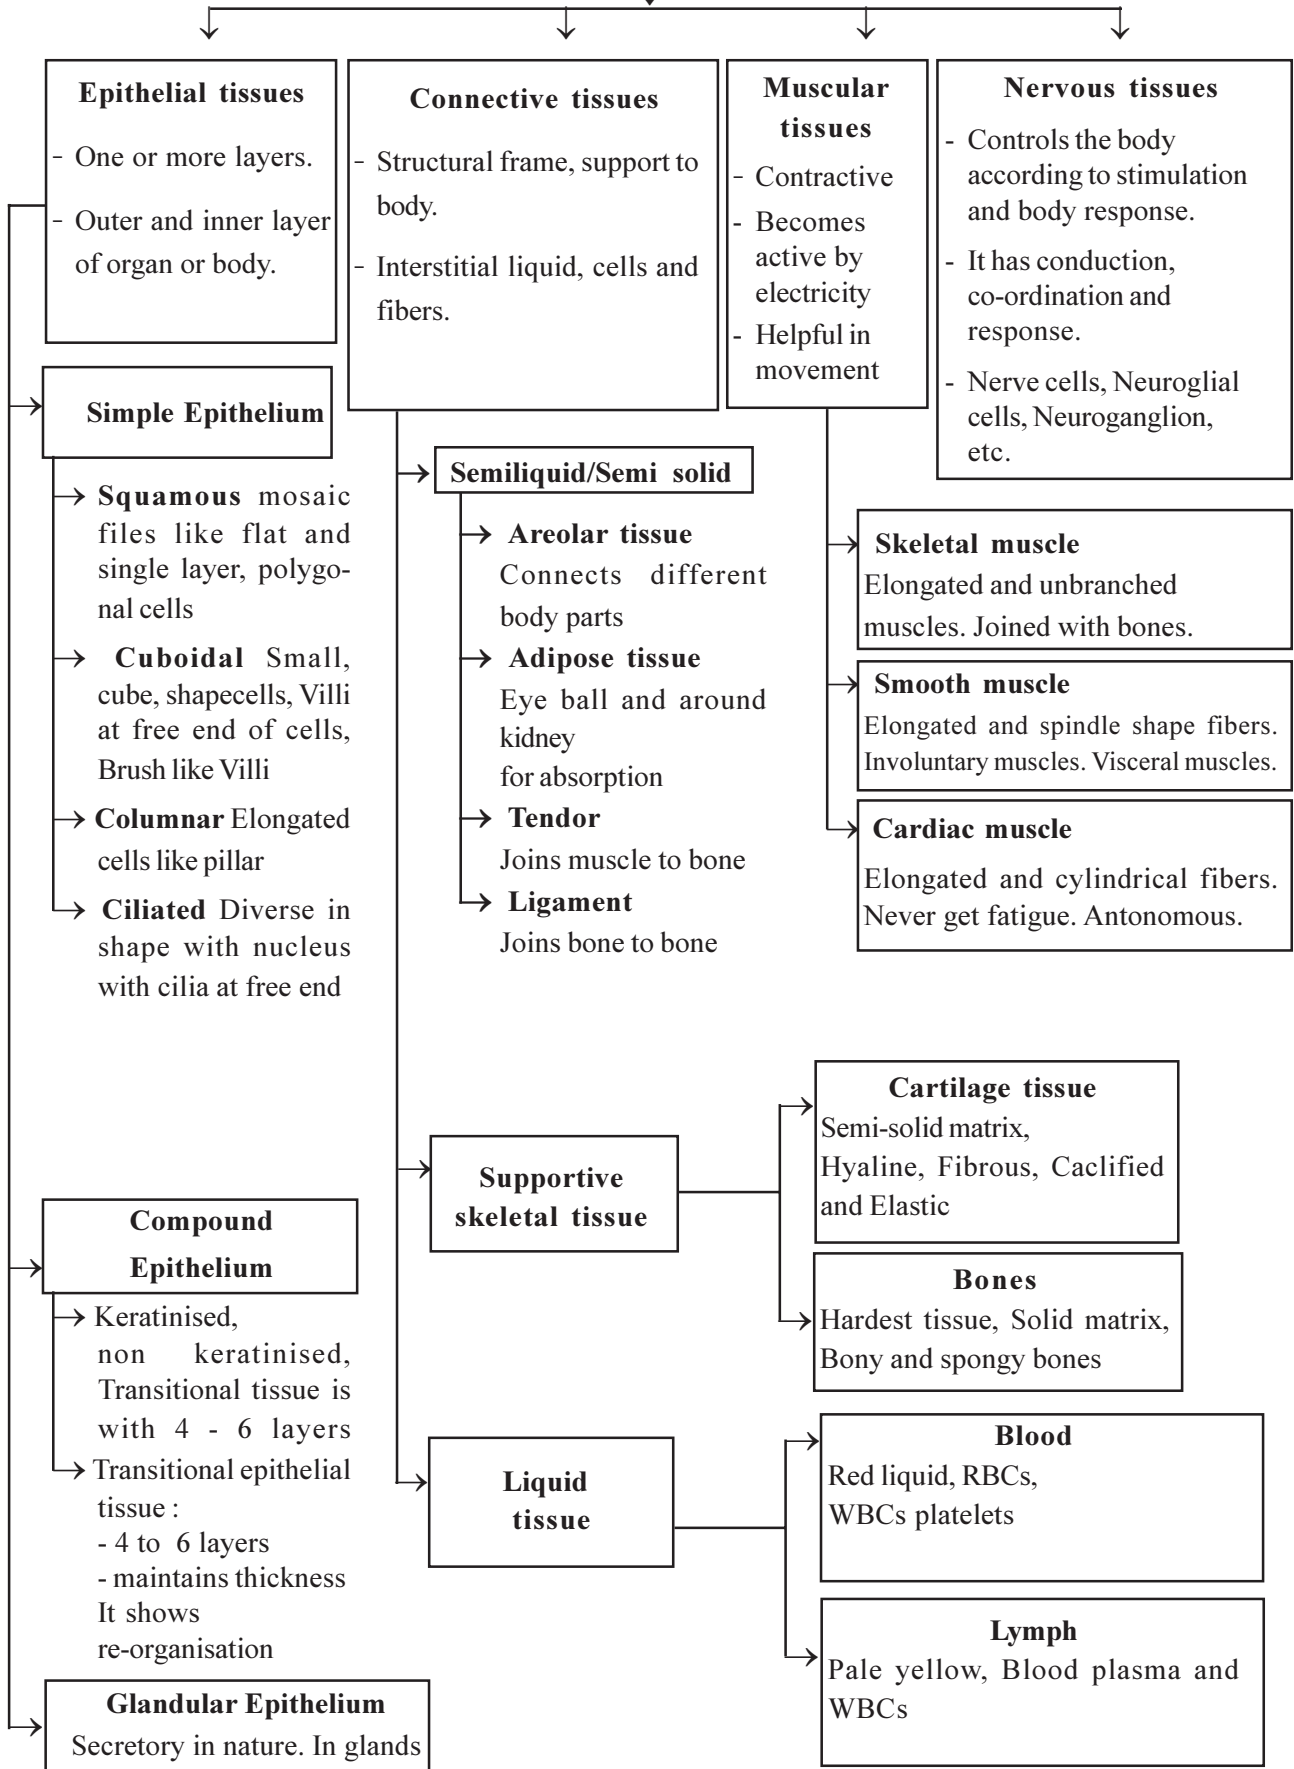 Epithelial tissues
- One or more layers.
- Outer and inner layer
of organ or body.
Connective tissues
- Structural frame, support to
body.
- Interstitial liquid, cells and
fibers.
Muscular
tissues
- Contractive
- Becomes
active by
electricity
- Helpful in
movement
Nervous tissues
- Controls the body
according to stimulation
and body response.
- It has conduction,
co-ordination and
response.
- Nerve cells, Neuroglial
cells, Neuroganglion,
etc.
Simple Epithelium
Squamous mosaic
files like flat and
single layer, polygo-
nal cells
Cuboidal Small,
cube, shapecells, Villi
at free end of cells,
Brush like Villi
Columnar Elongated
cells like pillar
Ciliated Diverse in
shape with nucleus
with cilia at free end
Compound
Epithelium
Keratinised,
non keratinised,
Transitional tissue is
with 4 - 6 layers
Transitional epithelial
tissue :
- 4 to 6 layers
- maintains thickness
It shows
re-organisation
Glandular Epithelium
Secretory in nature. In glands
Semiliquid/Semi solid
Areolar tissue
Connects different
body parts
Adipose tissue
Eye ball and around
kidney
for absorption
Tendor
Joins muscle to bone
Ligament
Joins bone to bone
Supportive
skeletal tissue
Cartilage tissue
Semi-solid matrix,
Hyaline, Fibrous, Caclified
and Elastic
Bones
Hardest tissue, Solid matrix,
Bony and spongy bones
Liquid
tissue
Blood
Red liquid, RBCs,
WBCs platelets
Lymph
Pale yellow, Blood plasma and
WBCs
Skeletal muscle
Elongated and unbranched
muscles. Joined with bones.
Smooth muscle
Elongated and spindle shape fibers.
Involuntary muscles. Visceral muscles.
Cardiac muscle
Elongated and cylindrical fibers.
Never get fatigue. Antonomous.